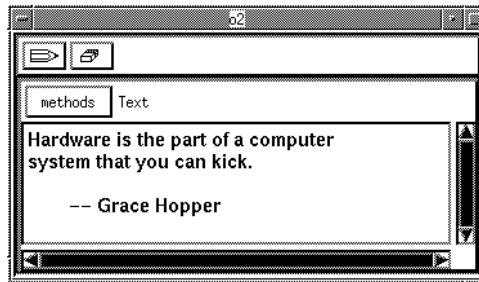 o2
methods Text
Hardware is the part of a computer
system that you can kick.
-- Grace Hopper